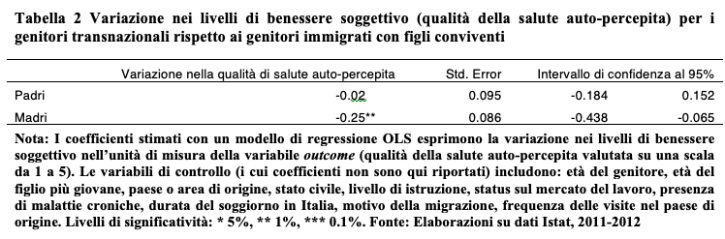 Tabella 2 Variazione nei livelli di benessere soggettivo (qualità della salute auto-percepita) per i
genitori transnazionali rispetto ai genitori immigrati con figli conviventi
Variazione nella qualità di salute auto-percepita Std. Error Intervallo di confidenza al 95%
Padri -0.02 0.095 -0.184 0.152
Madri -0.25** 0.086 -0.438 -0.065
Nota: I coefficienti stimati con un modello di regressione OLS esprimono la variazione nei livelli di benessere
soggettivo nell'unità di misura della variabile outcome (qualità della salute auto-percepita valutata su una scala
da 1 a 5). Le variabili di controllo (i cui coefficienti non sono qui riportati) includono: età del genitore, età del
figlio più giovane, paese o area di origine, stato civile, livello di istruzione, status sul mercato del lavoro, presenza
di malattie croniche, durata del soggiorno in Italia, motivo della migrazione, frequenza delle visite nel paese di
origine. Livelli di significatività: * 5%, ** 1%, *** 0.1%. Fonte: Elaborazioni su dati Istat, 2011-2012